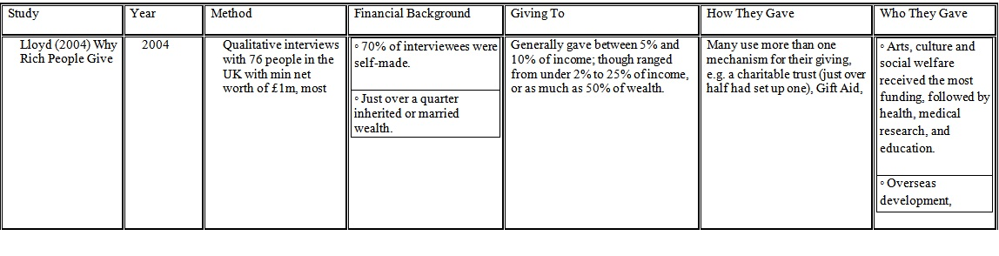 Study
Year
Method
Financial Background
Giving To
How They Gave
Who They Gave
Lloyd (2004) Why
Rich People Give
2004
Qualitative interviews
with 76 people in the
UK with min net
worth of £1m, most
◦ 70% of interviewees were
self-made.
◦ Just over a quarter
inherited or married
wealth.
Generally gave between 5% and
10% of income; though ranged
from under 2% to 25% of income,
or as much as 50% of wealth.
Many use more than one
mechanism for their giving,
e.g. a charitable trust (just over
half had set up one), Gift Aid,
◦ Arts, culture and
social welfare
received the most
funding, followed by
health, medical
research, and
education.
◦ Overseas
development,